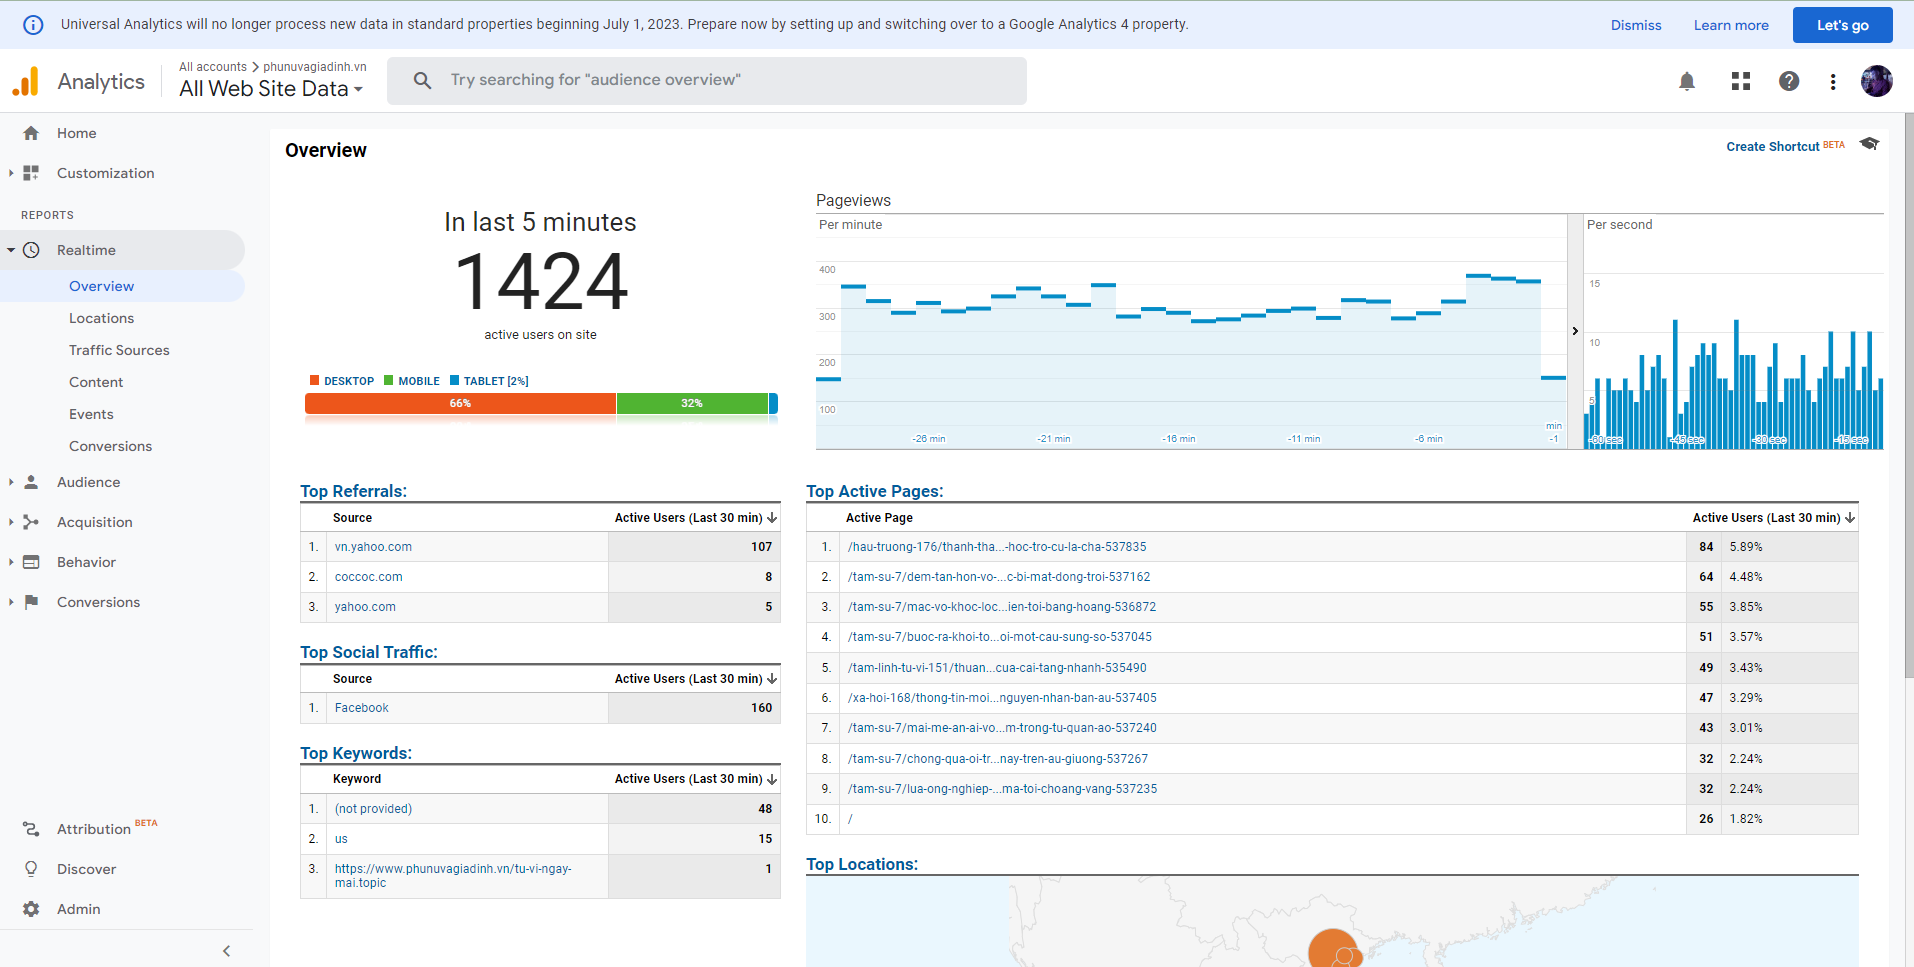 Universal Analytics will no longer process new data in standard properties beginning July 1, 2023. Prepare now by setting up and switching over to a Google Analytics 4 property.
Dismiss
Learn more
Let's go
Analytics
All accounts > phunuvagiadinh.vn
All Web Site Data
Try searching for "audience overview"
Home
Customization
REPORTS
Realtime
Overview
Locations
Traffic Sources
Content
Events
Conversions
Audience
Acquisition
Behavior
Conversions
Attribution BETA
Discover
Admin
Overview
Create Shortcut BETA
In last 5 minutes
1424
active users on site
DESKTOP MOBILE TABLET [2%]
66% 32%
Pageviews
Per minute
400
300
200
100
-26 min -21 min -16 min -11 min -6 min
min
-1
Per second
15
10
5
-60 sec -45 sec -30 sec -15 sec
Top Referrals:
Source Active Users (Last 30 min)
1. vn.yahoo.com 107
2. coccoc.com 8
3. yahoo.com 5
Top Social Traffic:
Source Active Users (Last 30 min)
1. Facebook 160
Top Keywords:
Keyword Active Users (Last 30 min)
1. (not provided) 48
2. us 15
3. https://www.phunuvagiadinh.vn/tu-vi-ngay- 1
mai.topic
Top Active Pages:
Active Page Active Users (Last 30 min)
1. /hau-truong-176/thanh-tha...-hoc-tro-cu-la-cha-537835 84 5.89%
2. /tam-su-7/dem-tan-hon-vo-...c-bi-mat-dong-troi-537162 64 4.48%
3. /tam-su-7/mac-vo-khoc-loc...ien-toi-bang-hoang-536872 55 3.85%
4. /tam-su-7/buoc-ra-khoi-to...oi-mot-cau-sung-so-537045 51 3.57%
5. /tam-linh-tu-vi-151/thuan...cua-cai-tang-nhanh-535490 49 3.43%
6. /xa-hoi-168/thong-tin-moi...nguyen-nhan-ban-au-537405 47 3.29%
7. /tam-su-7/mai-me-an-ai-vo...m-trong-tu-quan-ao-537240 43 3.01%
8. /tam-su-7/chong-qua-oi-tr...nay-tren-au-giuong-537267 32 2.24%
9. /tam-su-7/lua-ong-nghiep-...ma-toi-choang-vang-537235 32 2.24%
10. / 26 1.82%
Top Locations: